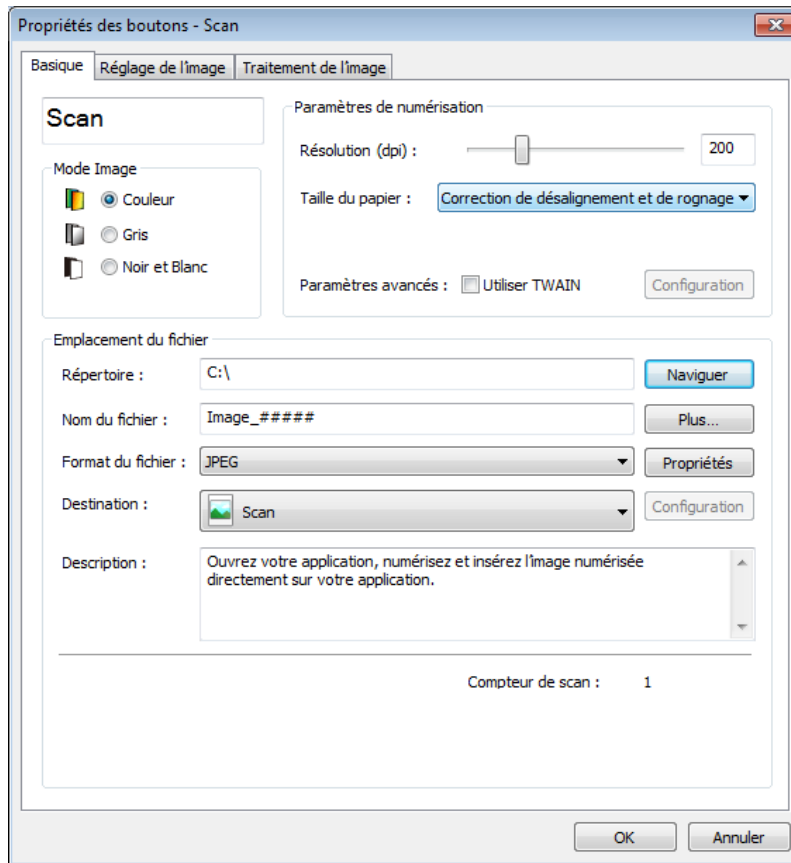 Propriétés des boutons - Scan
Basique
Réglage de l'image
Traitement de l'image
Scan
Mode Image
Couleur
Gris
Noir et Blanc
Paramètres de numérisation
Résolution (dpi) : 200
Taille du papier : Correction de désalignement et de rognage
Paramètres avancés : Utiliser TWAIN Configuration
Emplacement du fichier
Répertoire : C:\ Naviguer
Nom du fichier : Image_##### Plus...
Format du fichier : JPEG Propriétés
Destination : Scan Configuration
Description : Ouvrez votre application, numérisez et insérez l'image numérisée
directement sur votre application.
Compteur de scan : 1
OK Annuler